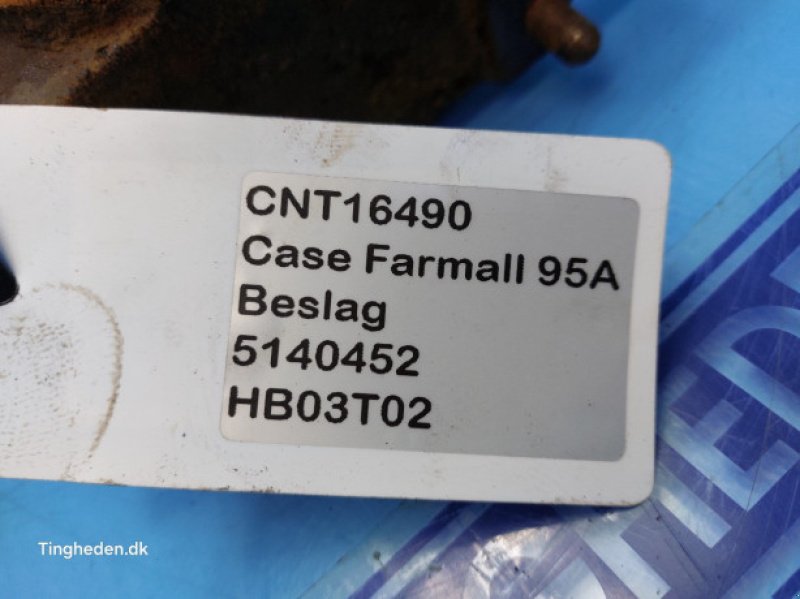 CNT16490
Case Farmall 95A
Beslag
5140452
HB03T02
Tingheden.dk